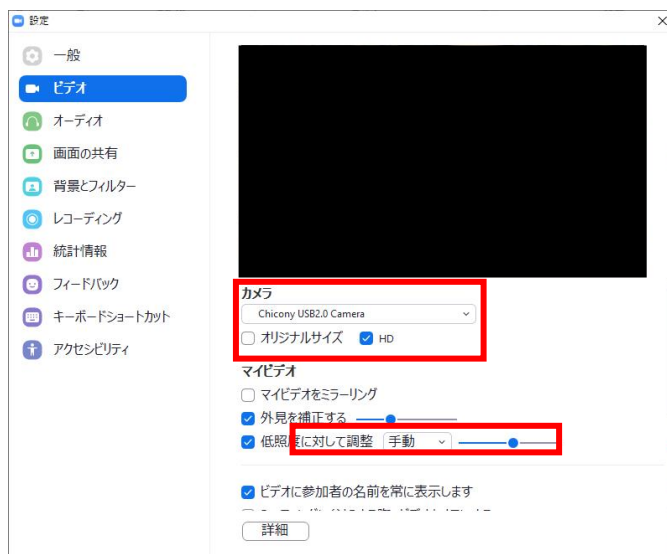 設定
一般
ビデオ
オーディオ
画面の共有
背景とフィルター
レコーディング
統計情報
フィードバック
キーボードショートカット
アクセシビリティ
カメラ
Chicony USB2.0 Camera
オリジナルサイズ HD
マイビデオ
マイビデオをミラーリング
外見を補正する
低照度に対して調整 手動
ビデオに参加者の名前を常に表示します
詳細